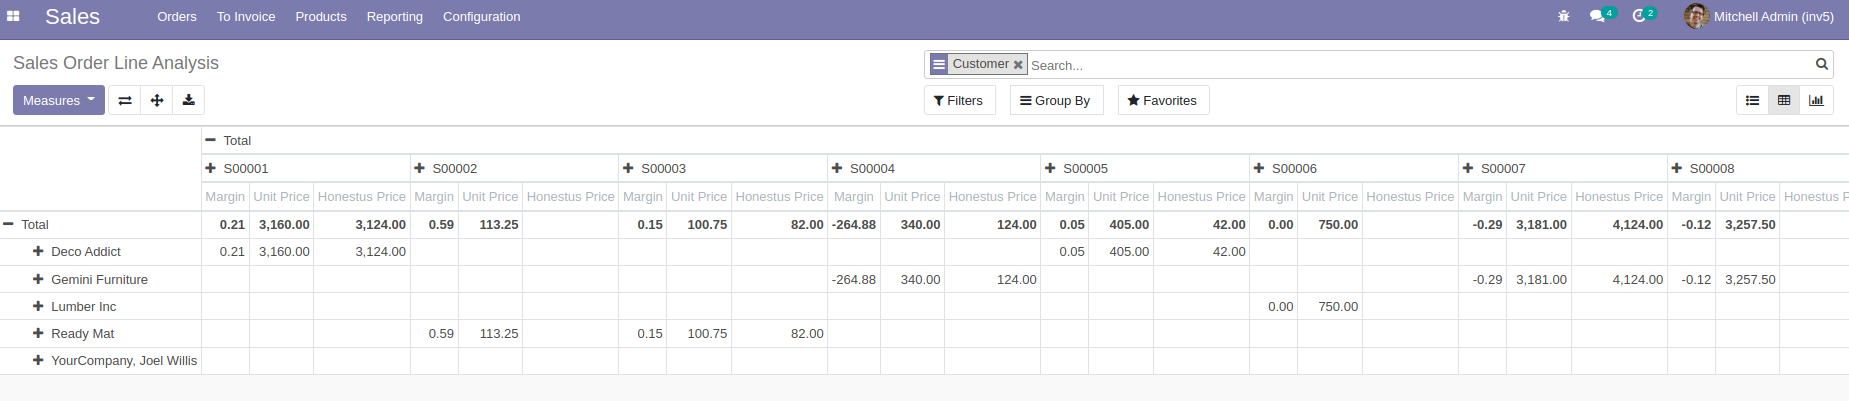 Sales Orders To Invoice Products Reporting Configuration 4 2 Mitchell Admin (inv5)
Sales Order Line Analysis Customer Search...
Measures Filters Group By Favorites
Total
S00001 S00002 S00003 S00004 S00005 S00006 S00007 S00008
Margin Unit Price Honestus Price Margin Unit Price Honestus Price Margin Unit Price Honestus Price Margin Unit Price Honestus Price Margin Unit Price Honestus Price Margin Unit Price Honestus Price Margin Unit Price Honestus Price Margin Unit Price Honestus P
Total 0.21 3,160.00 3,124.00 0.59 113.25 0.15 100.75 82.00 -264.88 340.00 124.00 0.05 405.00 42.00 0.00 750.00 -0.29 3,181.00 4,124.00 -0.12 3,257.50
Deco Addict 0.21 3,160.00 3,124.00 0.05 405.00 42.00
Gemini Furniture -264.88 340.00 124.00 -0.29 3,181.00 4,124.00 -0.12 3,257.50
Lumber Inc 0.00 750.00
Ready Mat 0.59 113.25 0.15 100.75 82.00
YourCompany, Joel Willis